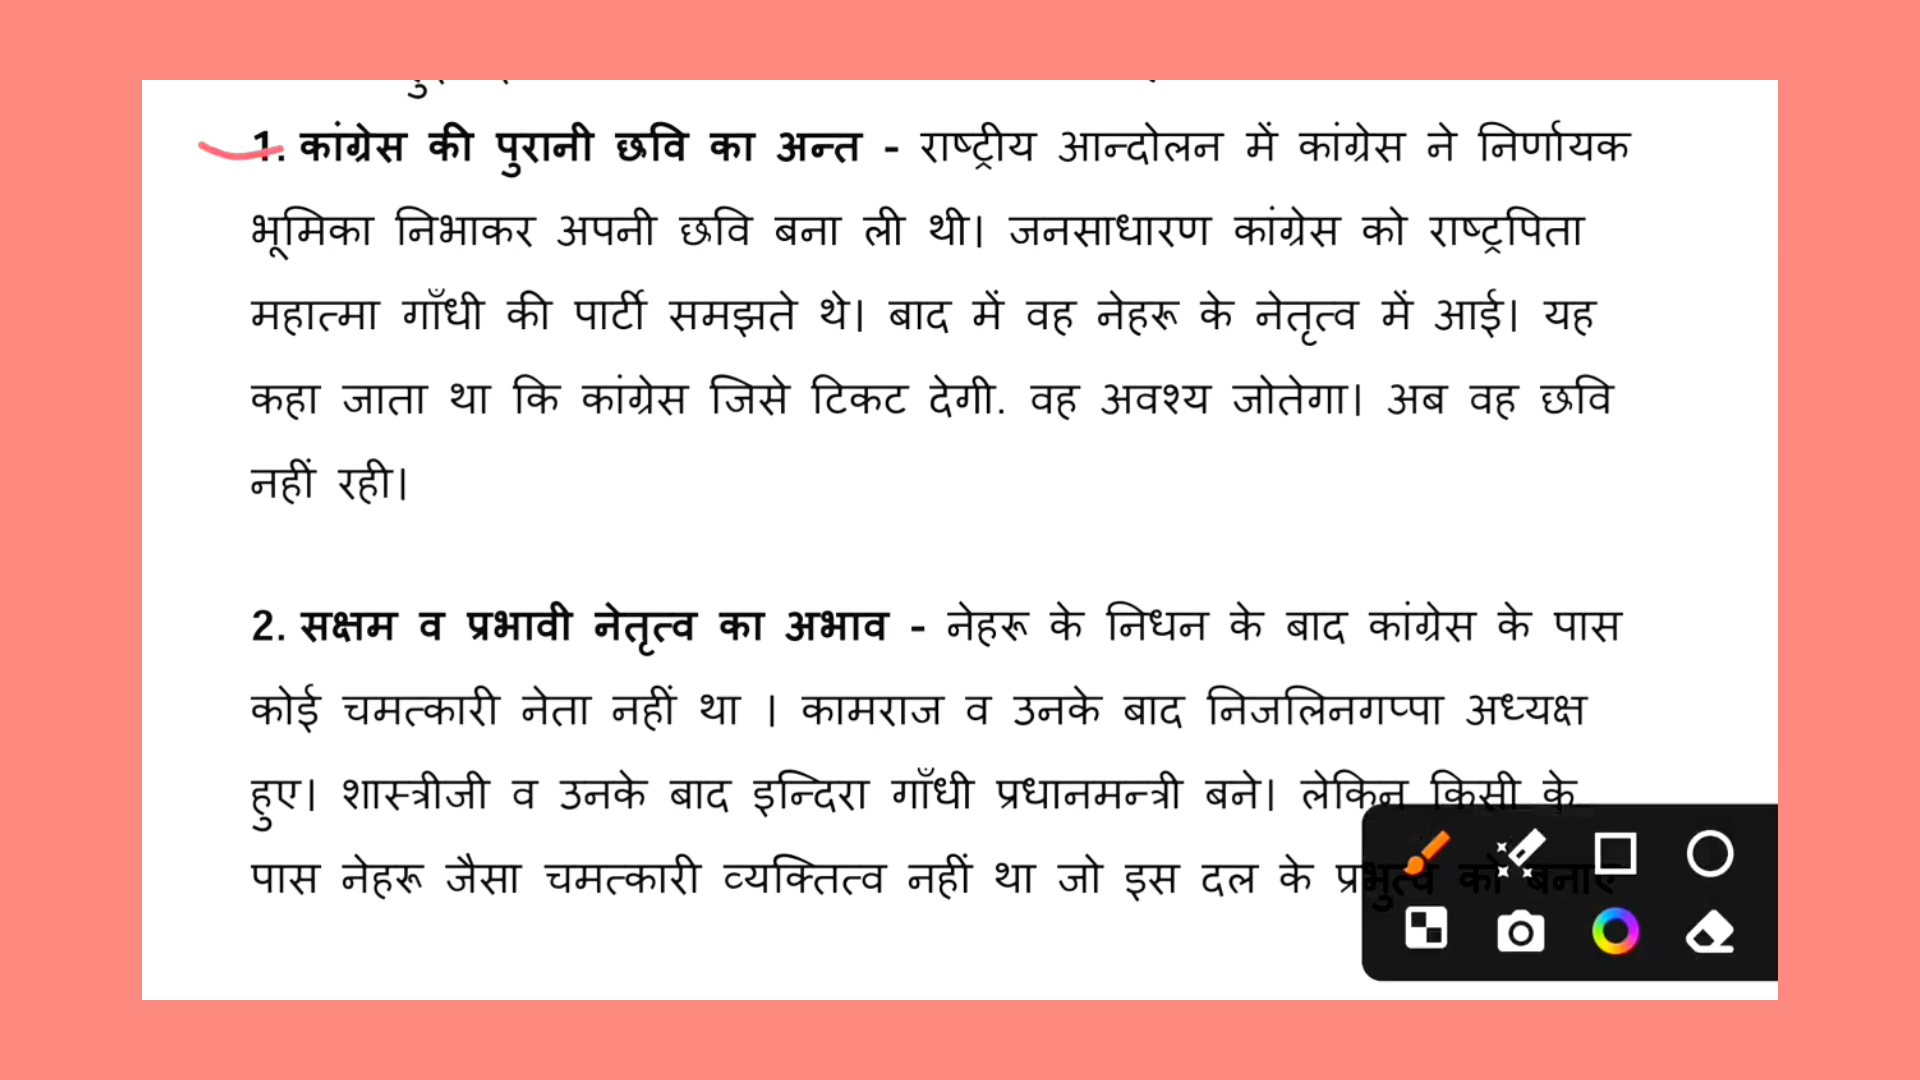 1. कांग्रेस की पुरानी छवि का अन्त - राष्ट्रीय आन्दोलन में कांग्रेस ने निर्णायक
भूमिका निभाकर अपनी छवि बना ली थी। जनसाधारण कांग्रेस को राष्ट्रपिता
महात्मा गाँधी की पार्टी समझते थे। बाद में वह नेहरू के नेतृत्व में आई। यह
कहा जाता था कि कांग्रेस जिसे टिकट देगी. वह अवश्य जोतेगा। अब वह छवि
नहीं रही।
2. सक्षम व प्रभावी नेतृत्व का अभाव - नेहरू के निधन के बाद कांग्रेस के पास
कोई चमत्कारी नेता नहीं था । कामराज व उनके बाद निजलिनगप्पा अध्यक्ष
हुए। शास्त्रीजी व उनके बाद इन्दिरा गाँधी प्रधानमन्त्री बने। लेकिन किसी के
पास नेहरू जैसा चमत्कारी व्यक्तित्व नहीं था जो इस दल के प्रभुत्व को बनाए